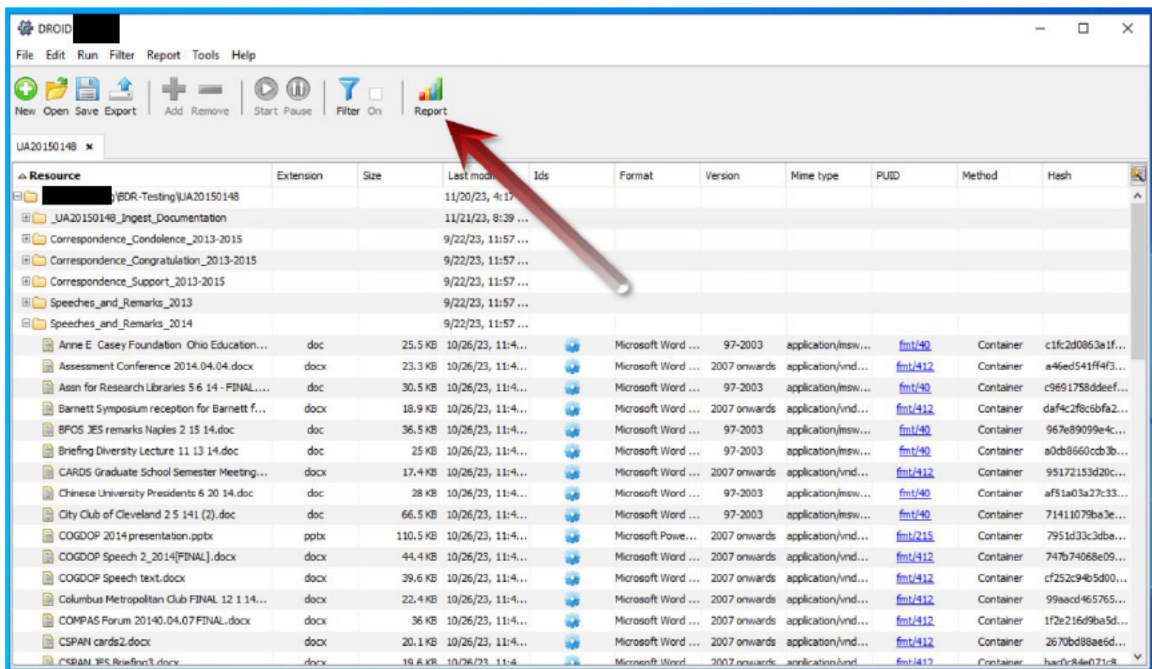 DROID
File Edit Run Filter Report Tools Help
New Open Save Export Add Remove Start Pause Filter On Report
UA20150148
Resource Extension Size Last modi Ids Format Version Mime type PUID Method Hash
\BDR-Testing\UA20150148 11/20/23, 4:17
_UA20150148_Ingest_Documentation 11/21/23, 8:39 ...
Correspondence_Condolence_2013-2015 9/22/23, 11:57 ...
Correspondence_Congratulation_2013-2015 9/22/23, 11:57
Correspondence_Support_2013-2015 9/22/23, 11:57 ...
Speeches_and_Remarks_2013 9/22/23, 11:57 ...
Speeches_and_Remarks_2014 9/22/23, 11:57 ...
Anne E Casey Foundation Ohio Education... doc 25.5 KB 10/26/23, 11:4... Microsoft Word ... 97-2003 application/msw... fmt/40 Container c1fc2d0863a1f...
Assessment Conference 2014.04.04.docx docx 23.3 KB 10/26/23, 11:4... Microsoft Word ... 2007 onwards application/vnd... fmt/412 Container a46ed541ff4f3...
Assn for Research Libraries 5 6 14 - FINAL.... doc 30.5 KB 10/26/23, 11:4... Microsoft Word ... 97-2003 application/msw... fmt/40 Container c9691758ddeef...
Barnett Symposium reception for Barnett f... docx 18.9 KB 10/26/23, 11:4... Microsoft Word ... 2007 onwards application/vnd... fmt/412 Container daf4c2f8c6bfa2...
BFOS JES remarks Naples 2 15 14.doc doc 36.5 KB 10/26/23, 11:4... Microsoft Word ... 97-2003 application/msw... fmt/40 Container 967e89099e4c...
Briefing Diversity Lecture 11 13 14.doc doc 25 KB 10/26/23, 11:4... Microsoft Word ... 97-2003 application/msw... fmt/40 Container a0cb8660ccb3b...
CARDS Graduate School Semester Meeting... docx 17.4 KB 10/26/23, 11:4... Microsoft Word ... 2007 onwards application/vnd... fmt/412 Container 95172153d20c...
Chinese University Presidents 6 20 14.doc doc 28 KB 10/26/23, 11:4... Microsoft Word ... 97-2003 application/msw... fmt/40 Container af51a03a27c33...
City Club of Cleveland 2 5 141 (2).doc doc 66.5 KB 10/26/23, 11:4... Microsoft Word ... 97-2003 application/msw... fmt/40 Container 71411079ba3e...
COGDOP 2014 presentation.pptx pptx 110.5 KB 10/26/23, 11:4... Microsoft Powe... 2007 onwards application/vnd... fmt/215 Container 7951d33c3dba...
COGDOP Speech 2_2014[FINAL].docx docx 44.4 KB 10/26/23, 11:4... Microsoft Word ... 2007 onwards application/vnd... fmt/412 Container 747b74068e09...
COGDOP Speech text.docx docx 39.6 KB 10/26/23, 11:4... Microsoft Word ... 2007 onwards application/vnd... fmt/412 Container cf252c94b5d00...
Columbus Metropolitan Club FINAL 12 1 14... docx 22.4 KB 10/26/23, 11:4... Microsoft Word ... 2007 onwards application/vnd... fmt/412 Container 99aacd465765...
COMPAS Forum 20140.04.07FINAL.docx docx 36 KB 10/26/23, 11:4... Microsoft Word ... 2007 onwards application/vnd... fmt/412 Container 1f2e216d9ba5d...
CSPAN cards2.docx docx 20.1 KB 10/26/23, 11:4... Microsoft Word ... 2007 onwards application/vnd... fmt/412 Container 2670bd88ae6d...
CSPAN JES Briefing3.docx docx 19.6 KB 10/26/23, 11:4 Microsoft Word 2007 onwards application/vnd fmt/412 Container